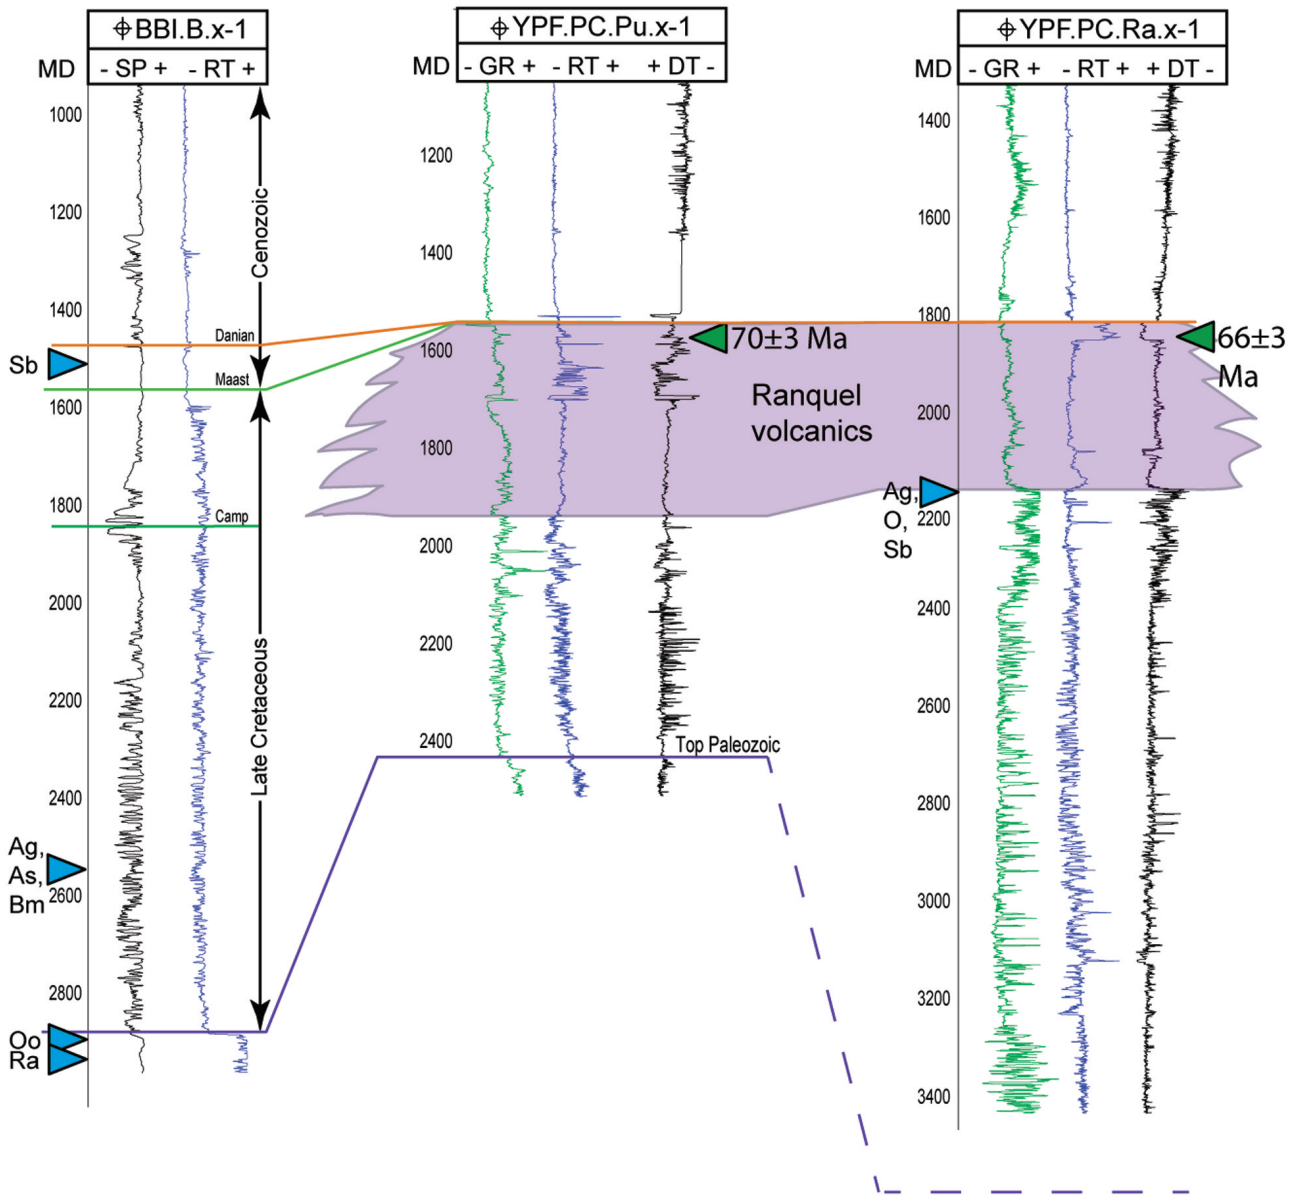 ⌖BBI.B.x-1
MD - SP + - RT +
1000
1200
1400
1600
1800
2000
2200
2400
2600
2800
Cenozoic
Late Cretaceous
Danian
Maast
Camp
Sb
Ag,
As,
Bm
Oo
Ra
⌖YPF.PC.Pu.x-1
MD - GR + - RT + + DT -
1200
1400
1600
1800
2000
2200
2400
70±3 Ma
Ranquel
volcanics
Top Paleozoic
⌖YPF.PC.Ra.x-1
MD - GR + - RT + + DT -
1400
1600
1800
2000
2200
2400
2600
2800
3000
3200
3400
66±3
Ma
Ag,
O,
Sb